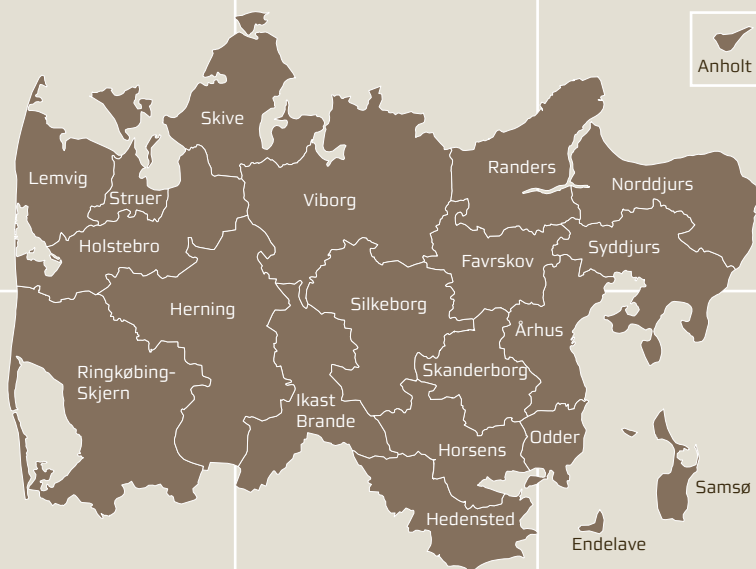 Anholt
Skive
Randers
Lemvig
Norddjurs
Struer
Viborg
Holstebro
Syddjurs
Favrskov
Herning
Silkeborg
Århus
Ringkøbing-
Skjern
Skanderborg
Ikast
Brande
Horsens
Odder
Samsø
Hedensted
Endelave